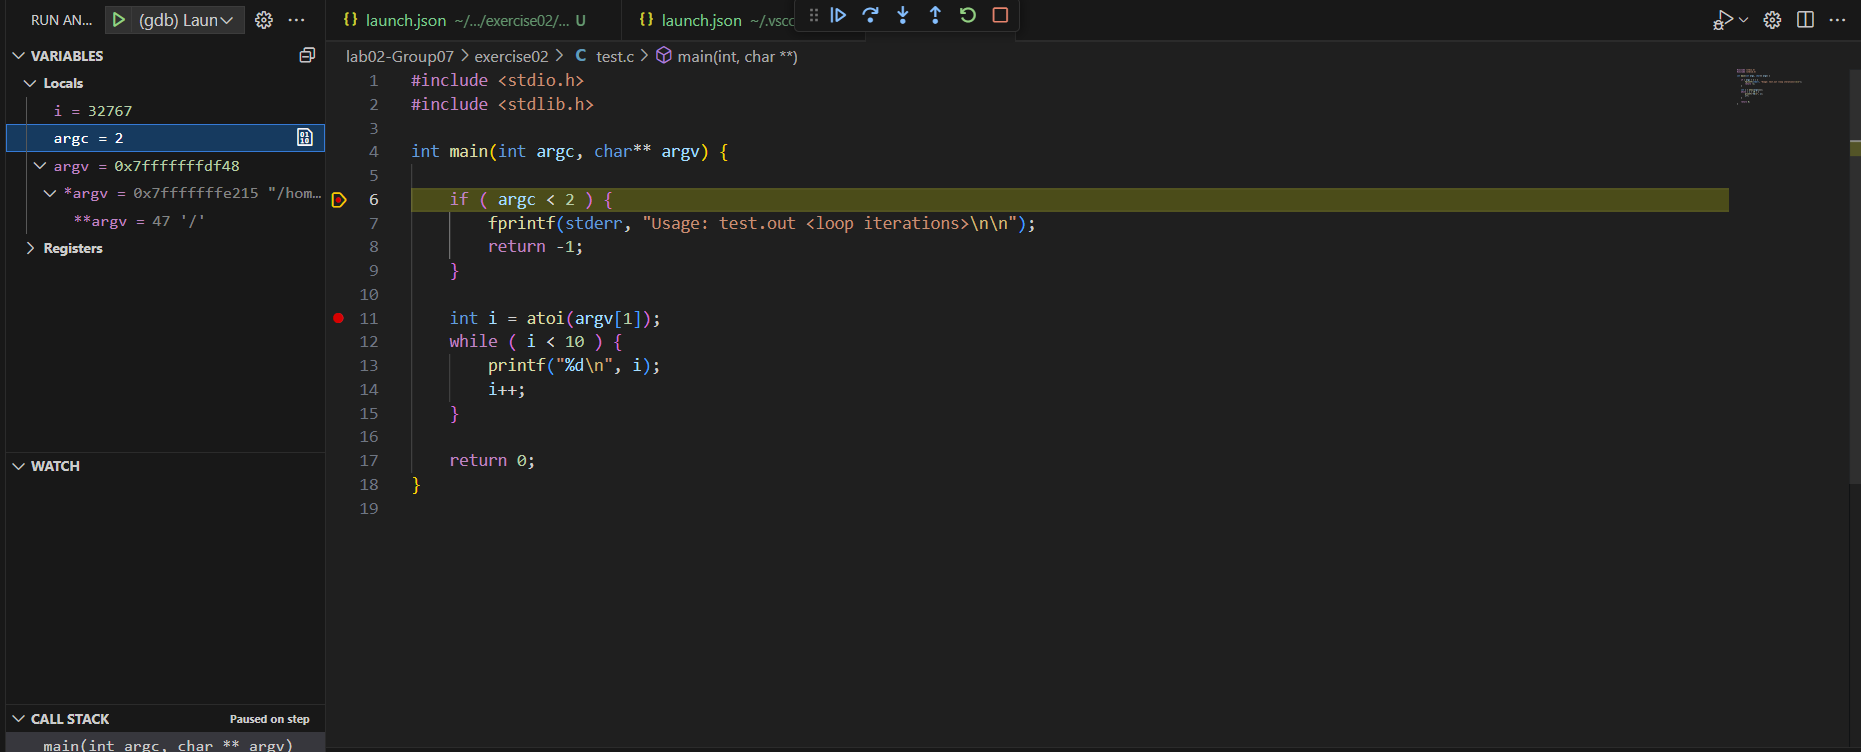 RUN AN... (gdb) Laun
launch.json ~/.../exercise02/... U
launch.json ~/.vscc
VARIABLES
Locals
i = 32767
argc = 2
argv = 0x7fffffffdf48
*argv = 0x7fffffffe215 "/hom...
**argv = 47 '/'
Registers
WATCH
CALL STACK Paused on step
main(int argc, char ** argv)
lab02-Group07 > exercise02 > C test.c > main(int, char **)
1 #include <stdio.h>
2 #include <stdlib.h>
3
4 int main(int argc, char** argv) {
5
6 if ( argc < 2 ) {
7 fprintf(stderr, "Usage: test.out <loop iterations>\n\n");
8 return -1;
9 }
10
11 int i = atoi(argv[1]);
12 while ( i < 10 ) {
13 printf("%d\n", i);
14 i++;
15 }
16
17 return 0;
18 }
19